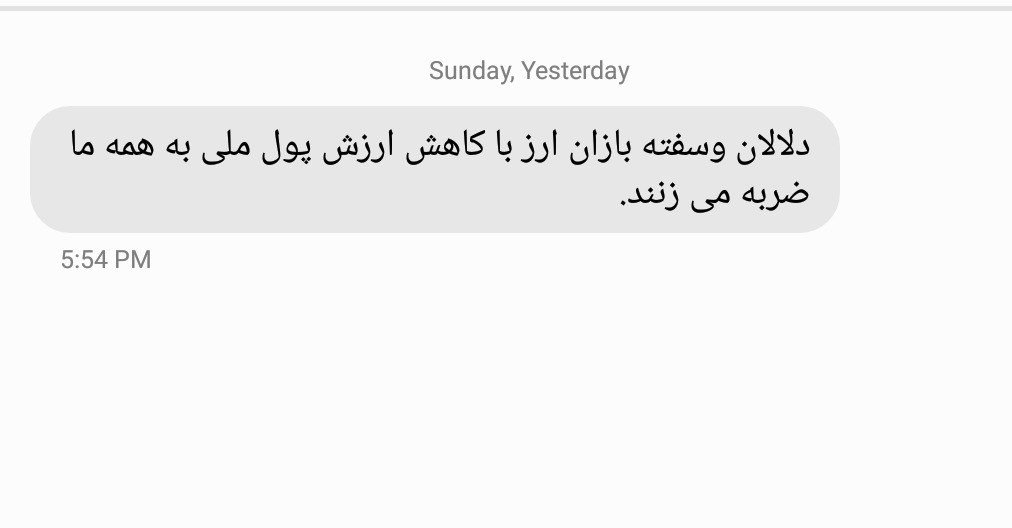 Sunday, Yesterday
دلالان وسفته بازان ارز با کاهش ارزش پول ملی به همه ما
ضربه می زنند.
5:54 PM